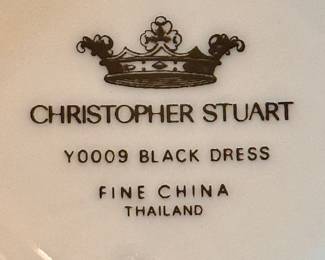 CHRISTOPHER STUART
Y0009 BLACK DRESS
FINE CHINA
THAILAND